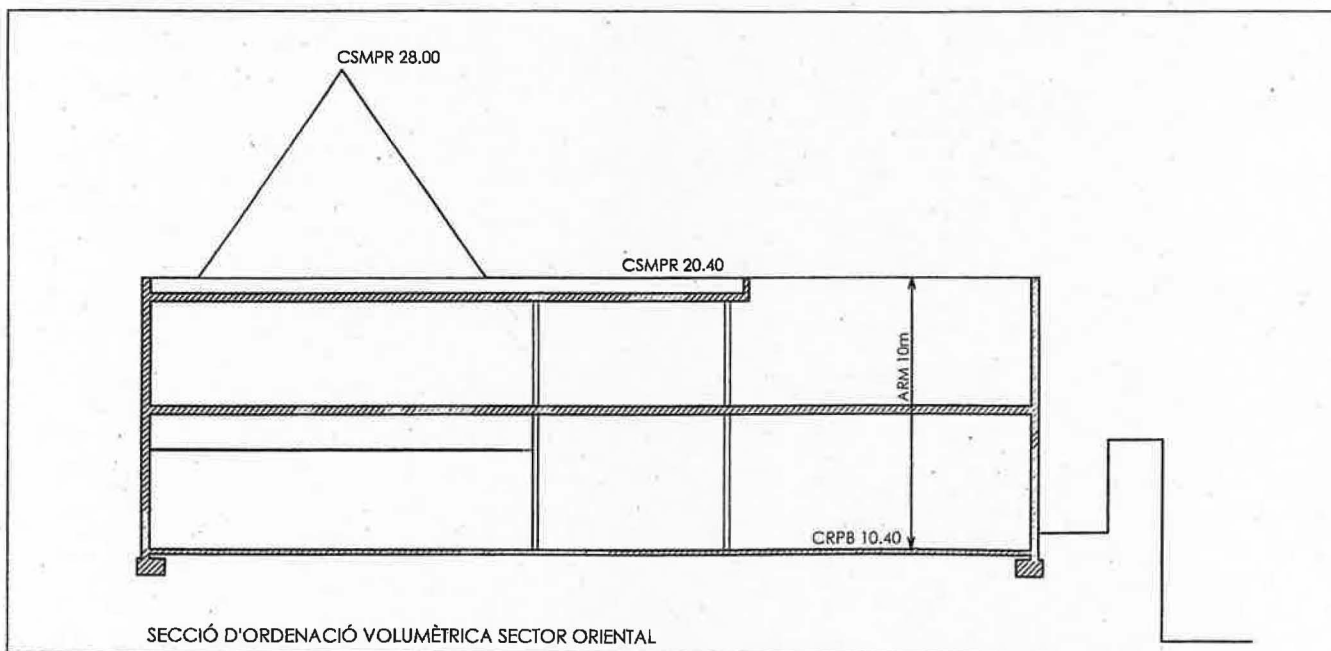 CSMPR 28.00
CSMPR 20.40
ARM 10m
CRPB 10.40
SECCIÓ D'ORDENACIÓ VOLUMÈTRICA SECTOR ORIENTAL